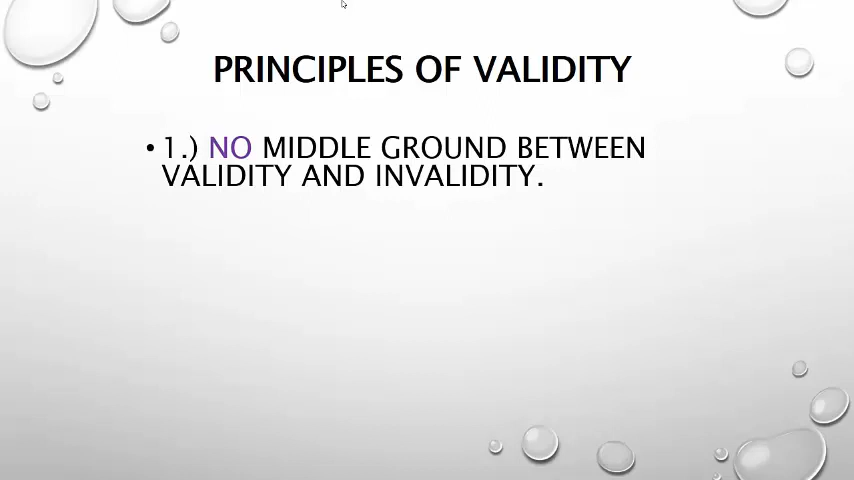 PRINCIPLES OF VALIDITY
• 1.) NO MIDDLE GROUND BETWEEN
VALIDITY AND INVALIDITY.